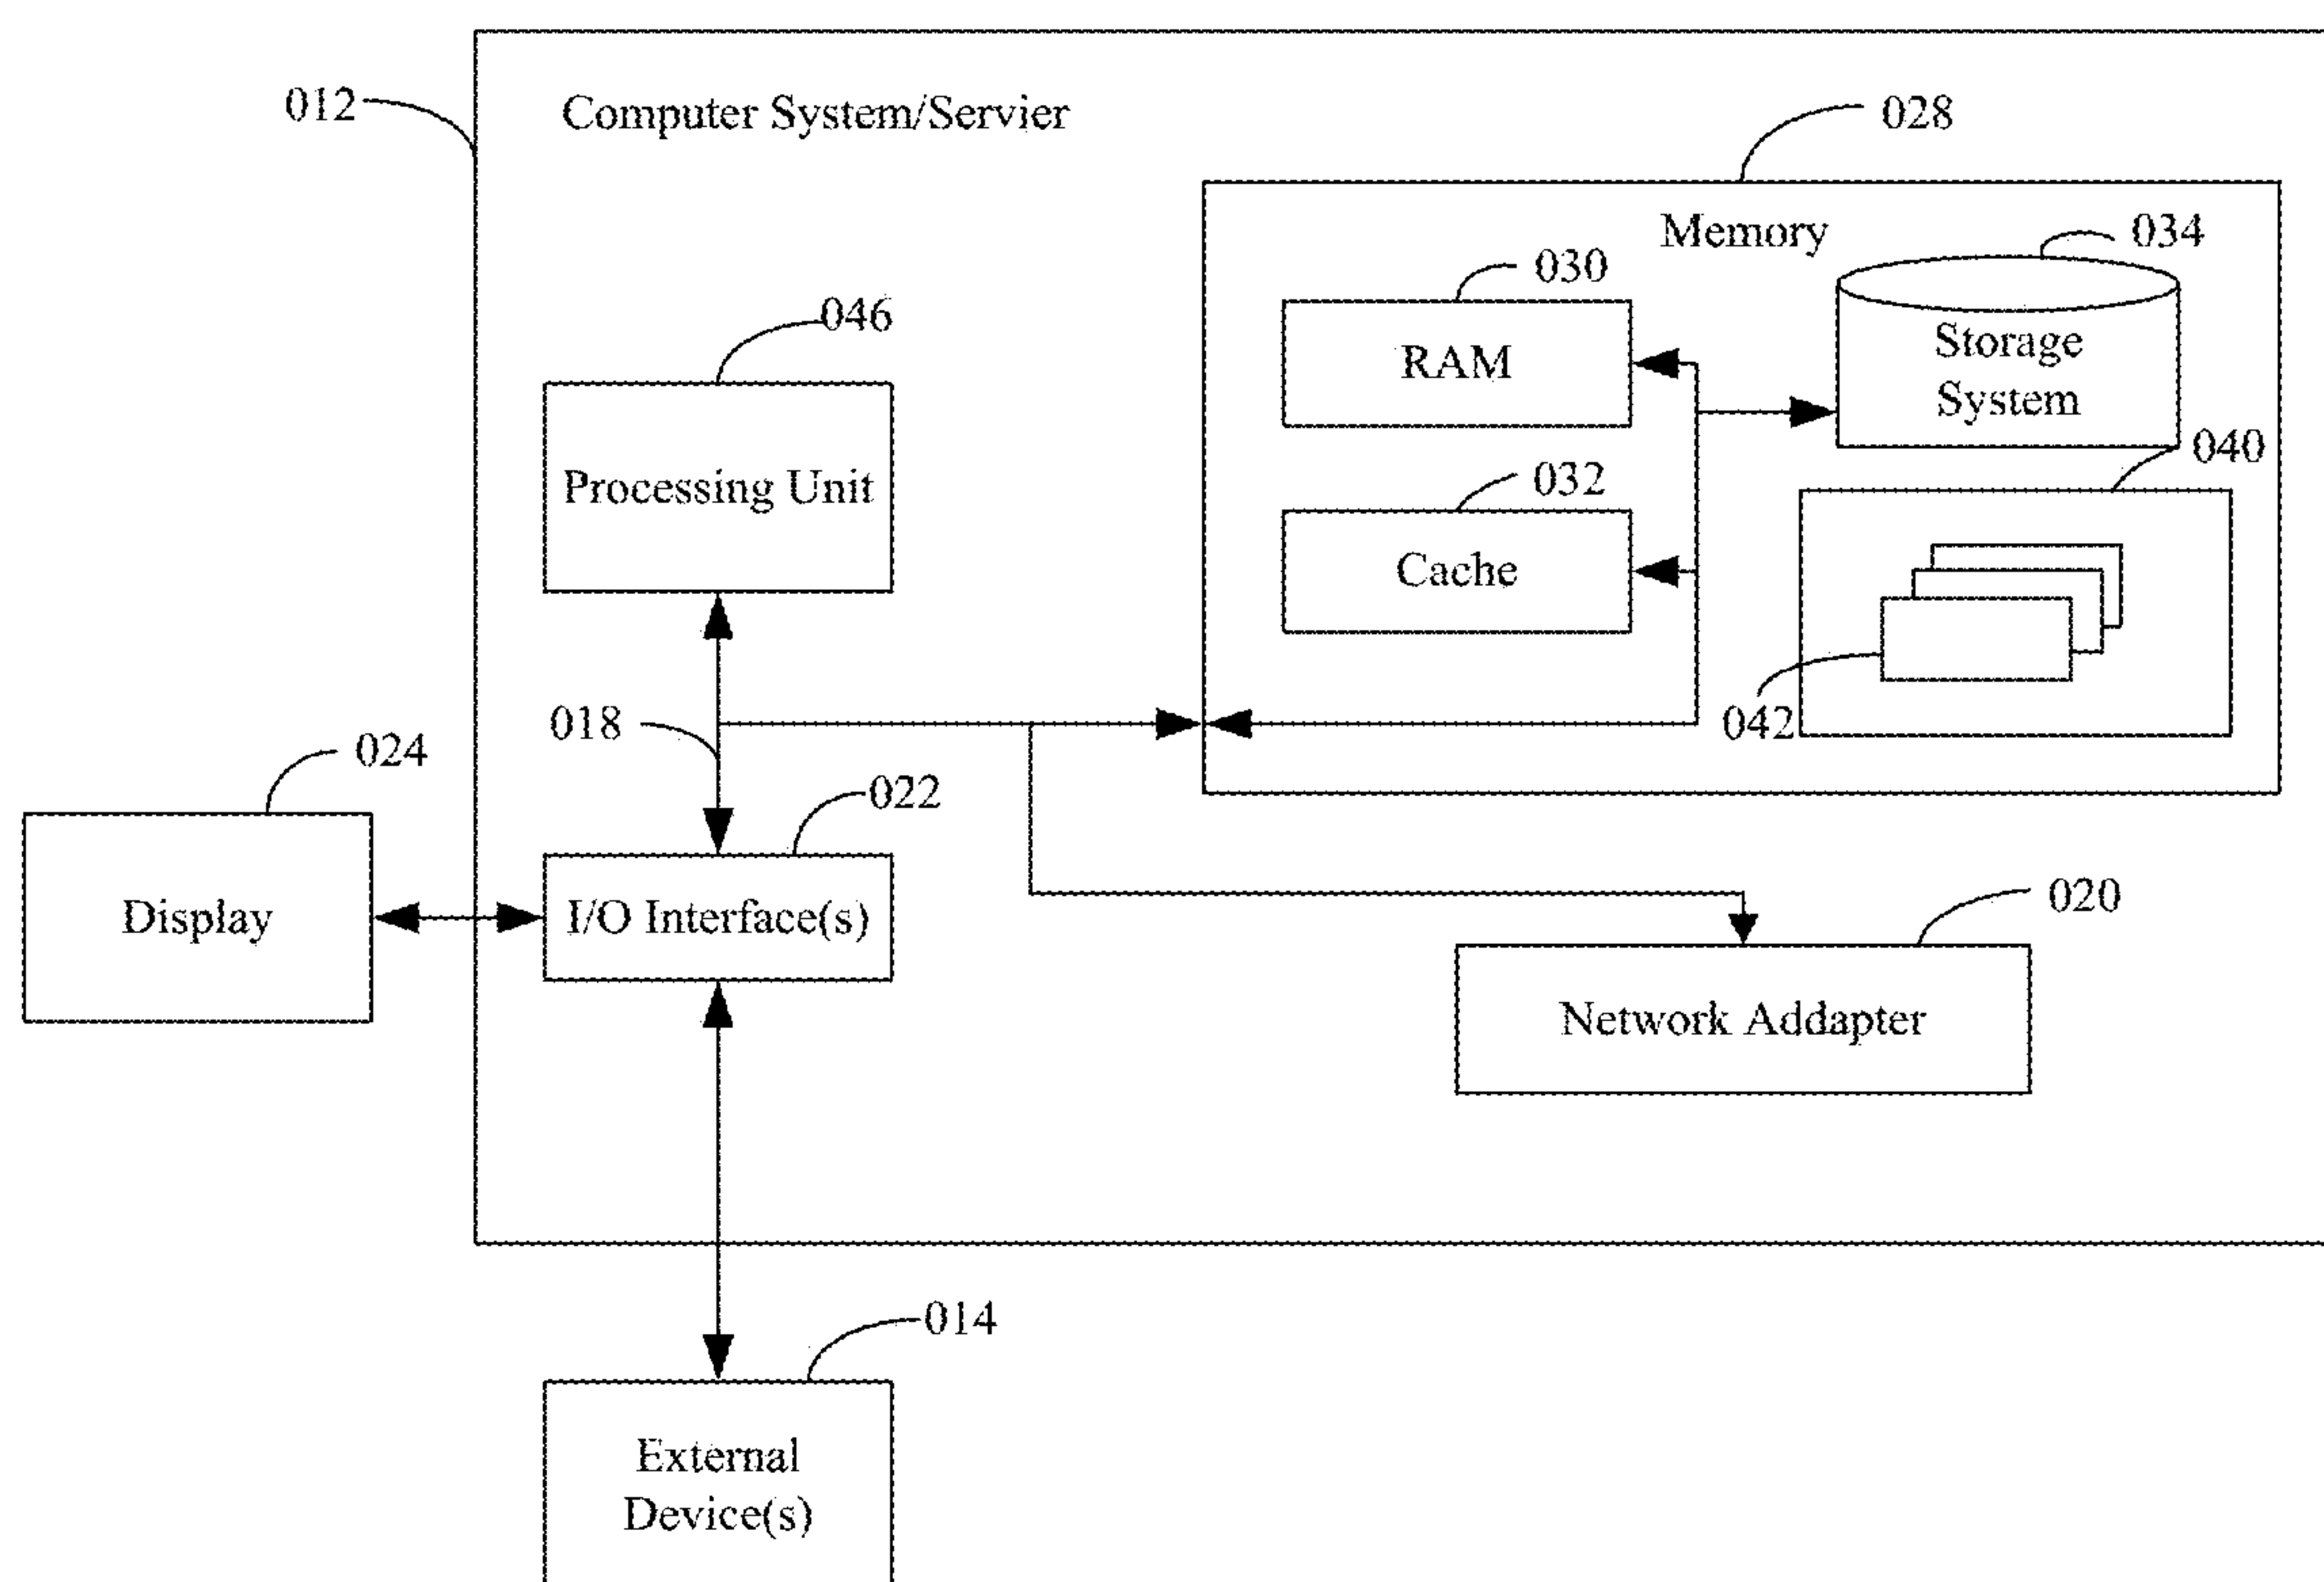 012
Computer System/Servier
028
Memory
034
030
046
RAM
Storage
System
040
032
Processing Unit
Cache
018
042
024
022
Display
I/O Interface(s)
020
Network Addapter
014
External
Device(s)